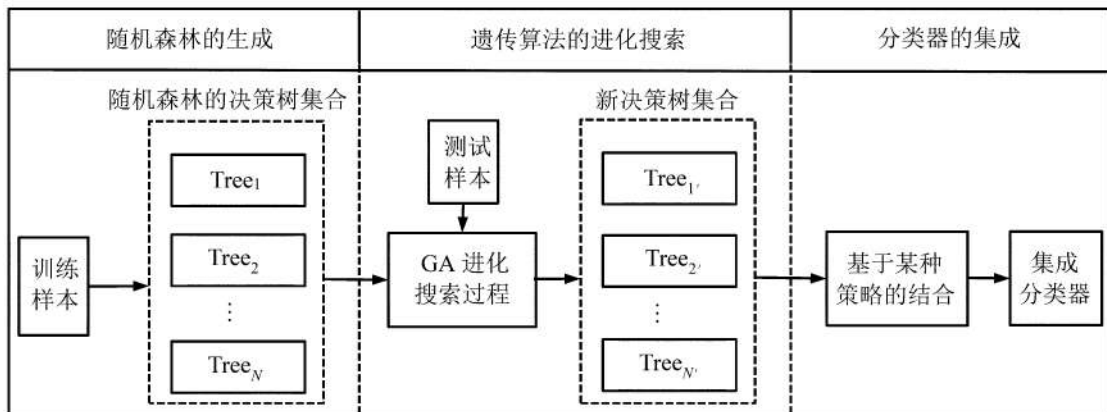 随机森林的生成
遗传算法的进化搜索
分类器的集成
随机森林的决策树集合
新决策树集合
训练
样本
Tree₁
Tree₂
⋮
Tree_N
测试
样本
GA 进化
搜索过程
Tree₁′
Tree₂′
⋮
Tree_N′
基于某种
策略的结合
集成
分类器